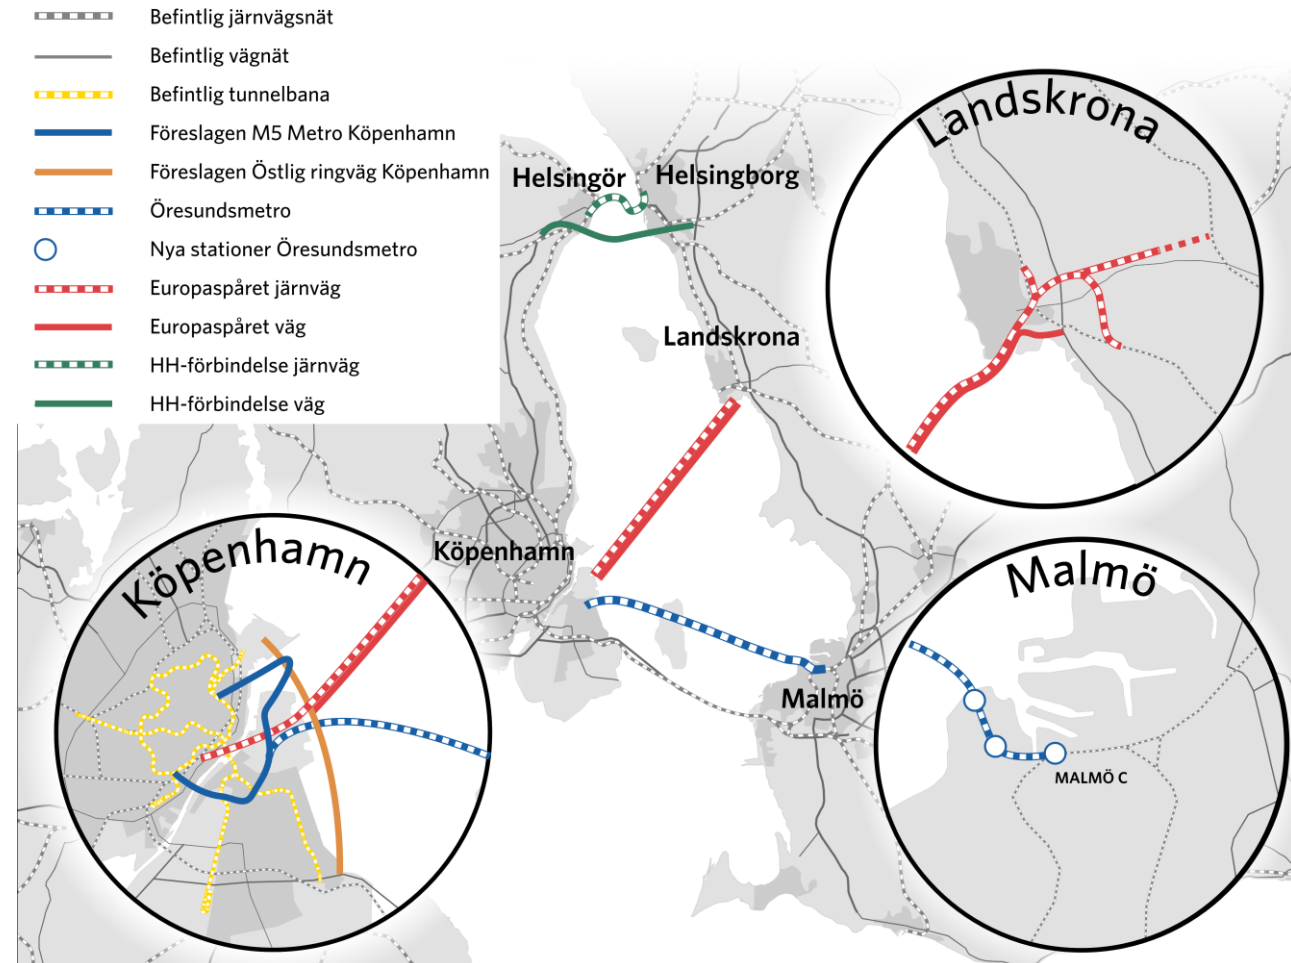 Befintlig järnvägsnät
Befintlig vägnät
Befintlig tunnelbana
Föreslagen M5 Metro Köpenhamn
Föreslagen Östlig ringväg Köpenhamn
Öresundsmetro
Nya stationer Öresundsmetro
Europaspåret järnväg
Europaspåret väg
HH-förbindelse järnväg
HH-förbindelse väg
Helsingör
Helsingborg
Landskrona
Landskrona
Köpenhamn
Köpenhamn
Malmö
Malmö
MALMÖ C